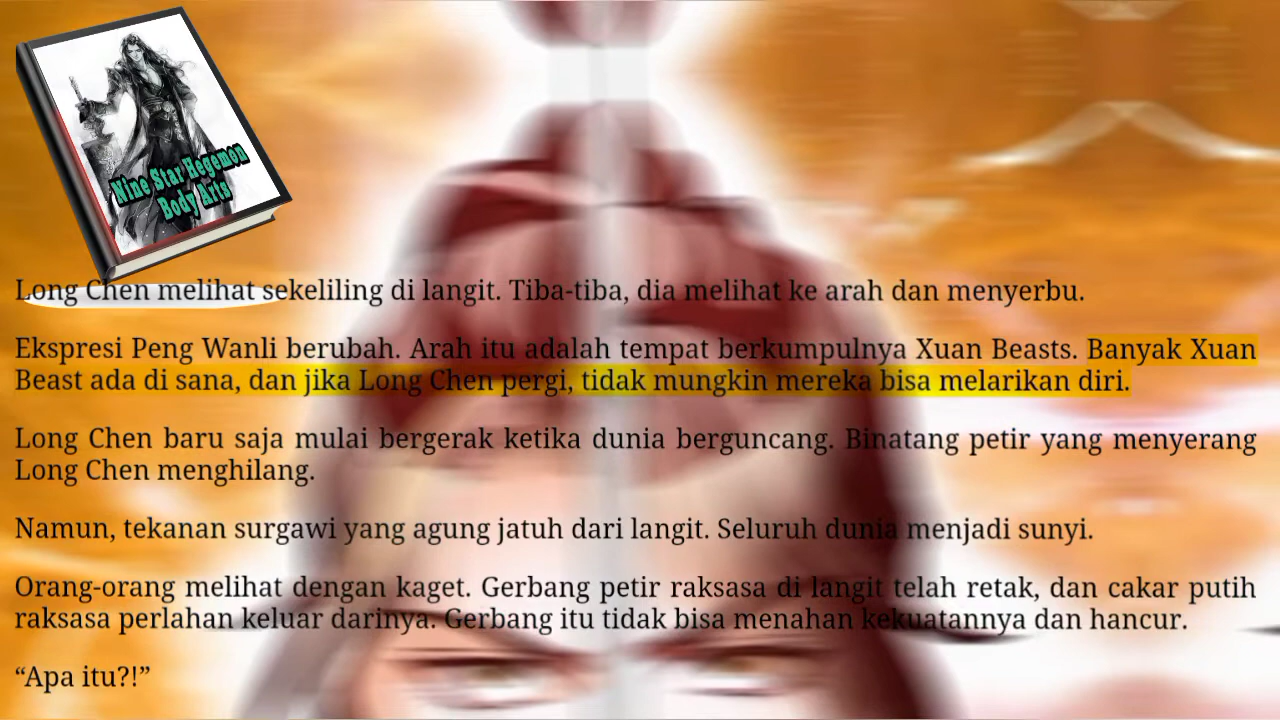 Nine Star Hegemon
Body Arts
Long Chen melihat sekeliling di langit. Tiba-tiba, dia melihat ke arah dan menyerbu.
Ekspresi Peng Wanli berubah. Arah itu adalah tempat berkumpulnya Xuan Beasts. Banyak Xuan
Beast ada di sana, dan jika Long Chen pergi, tidak mungkin mereka bisa melarikan diri.
Long Chen baru saja mulai bergerak ketika dunia berguncang. Binatang petir yang menyerang
Long Chen menghilang.
Namun, tekanan surgawi yang agung jatuh dari langit. Seluruh dunia menjadi sunyi.
Orang-orang melihat dengan kaget. Gerbang petir raksasa di langit telah retak, dan cakar putih
raksasa perlahan keluar darinya. Gerbang itu tidak bisa menahan kekuatannya dan hancur.
“Apa itu?!”